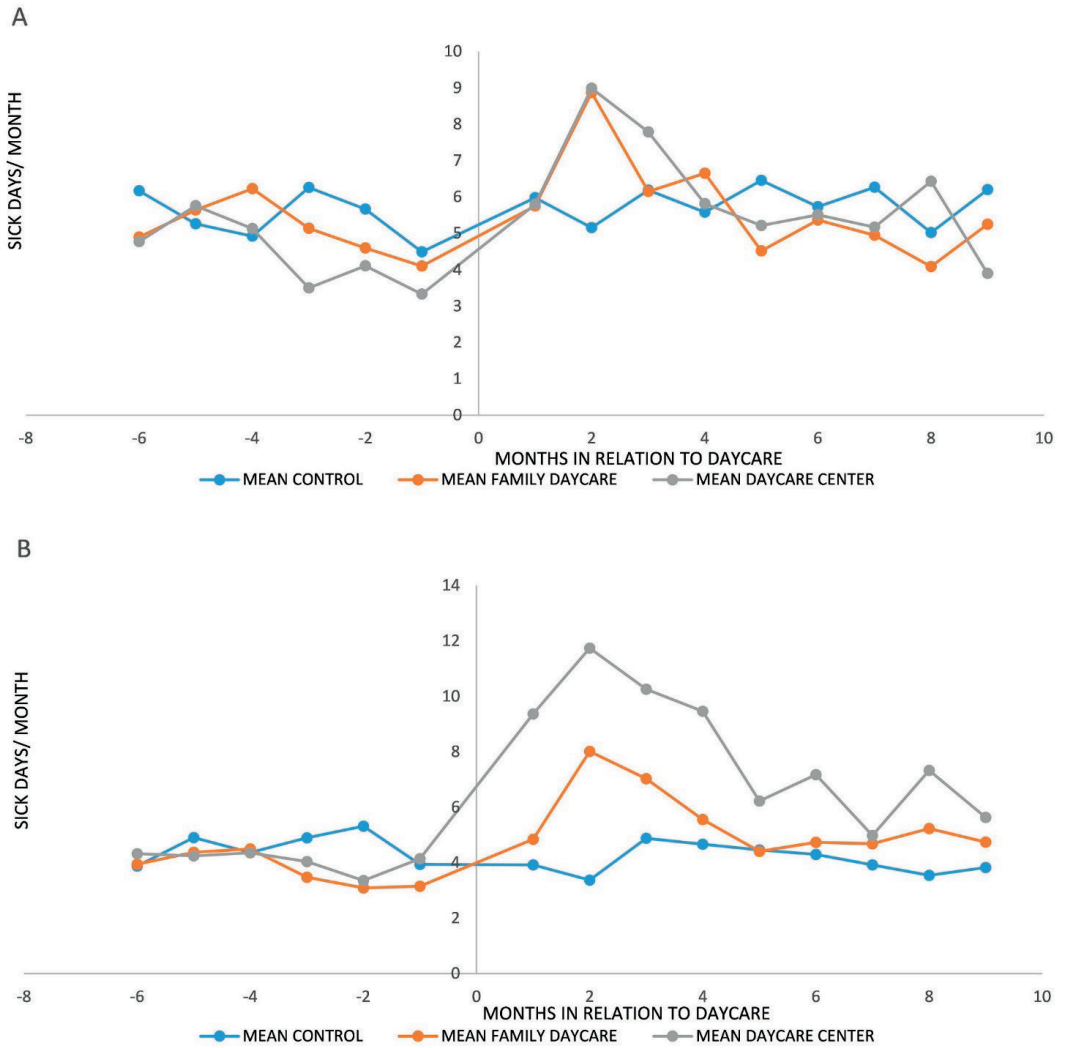 A
SICK DAYS/ MONTH
10
9
8
7
6
5
4
3
2
1
0
-8 -6 -4 -2 0 2 4 6 8 10
MONTHS IN RELATION TO DAYCARE
MEAN CONTROL MEAN FAMILY DAYCARE MEAN DAYCARE CENTER
B
SICK DAYS/ MONTH
14
12
10
8
6
4
2
0
-8 -6 -4 -2 0 2 4 6 8 10
MONTHS IN RELATION TO DAYCARE
MEAN CONTROL MEAN FAMILY DAYCARE MEAN DAYCARE CENTER